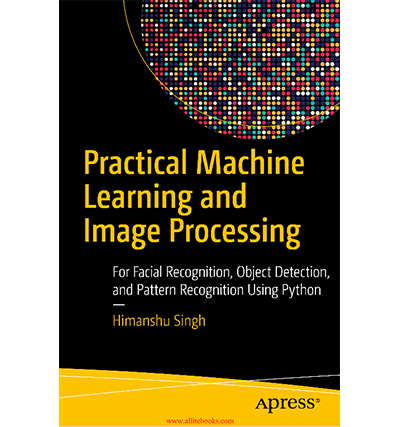 Practical Machine
Learning and
Image Processing
For Facial Recognition, Object Detection,
and Pattern Recognition Using Python
—
Himanshu Singh
Apress®
www.allitebooks.com